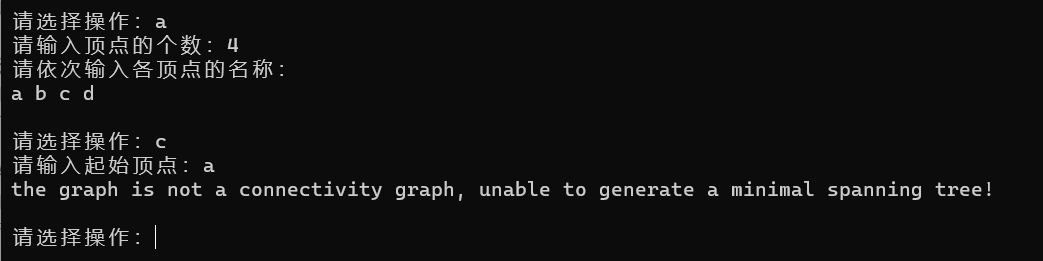 请选择操作: a
请输入顶点的个数: 4
请依次输入各顶点的名称:
a b c d
请选择操作: c
请输入起始顶点: a
the graph is not a connectivity graph, unable to generate a minimal spanning tree!
请选择操作: